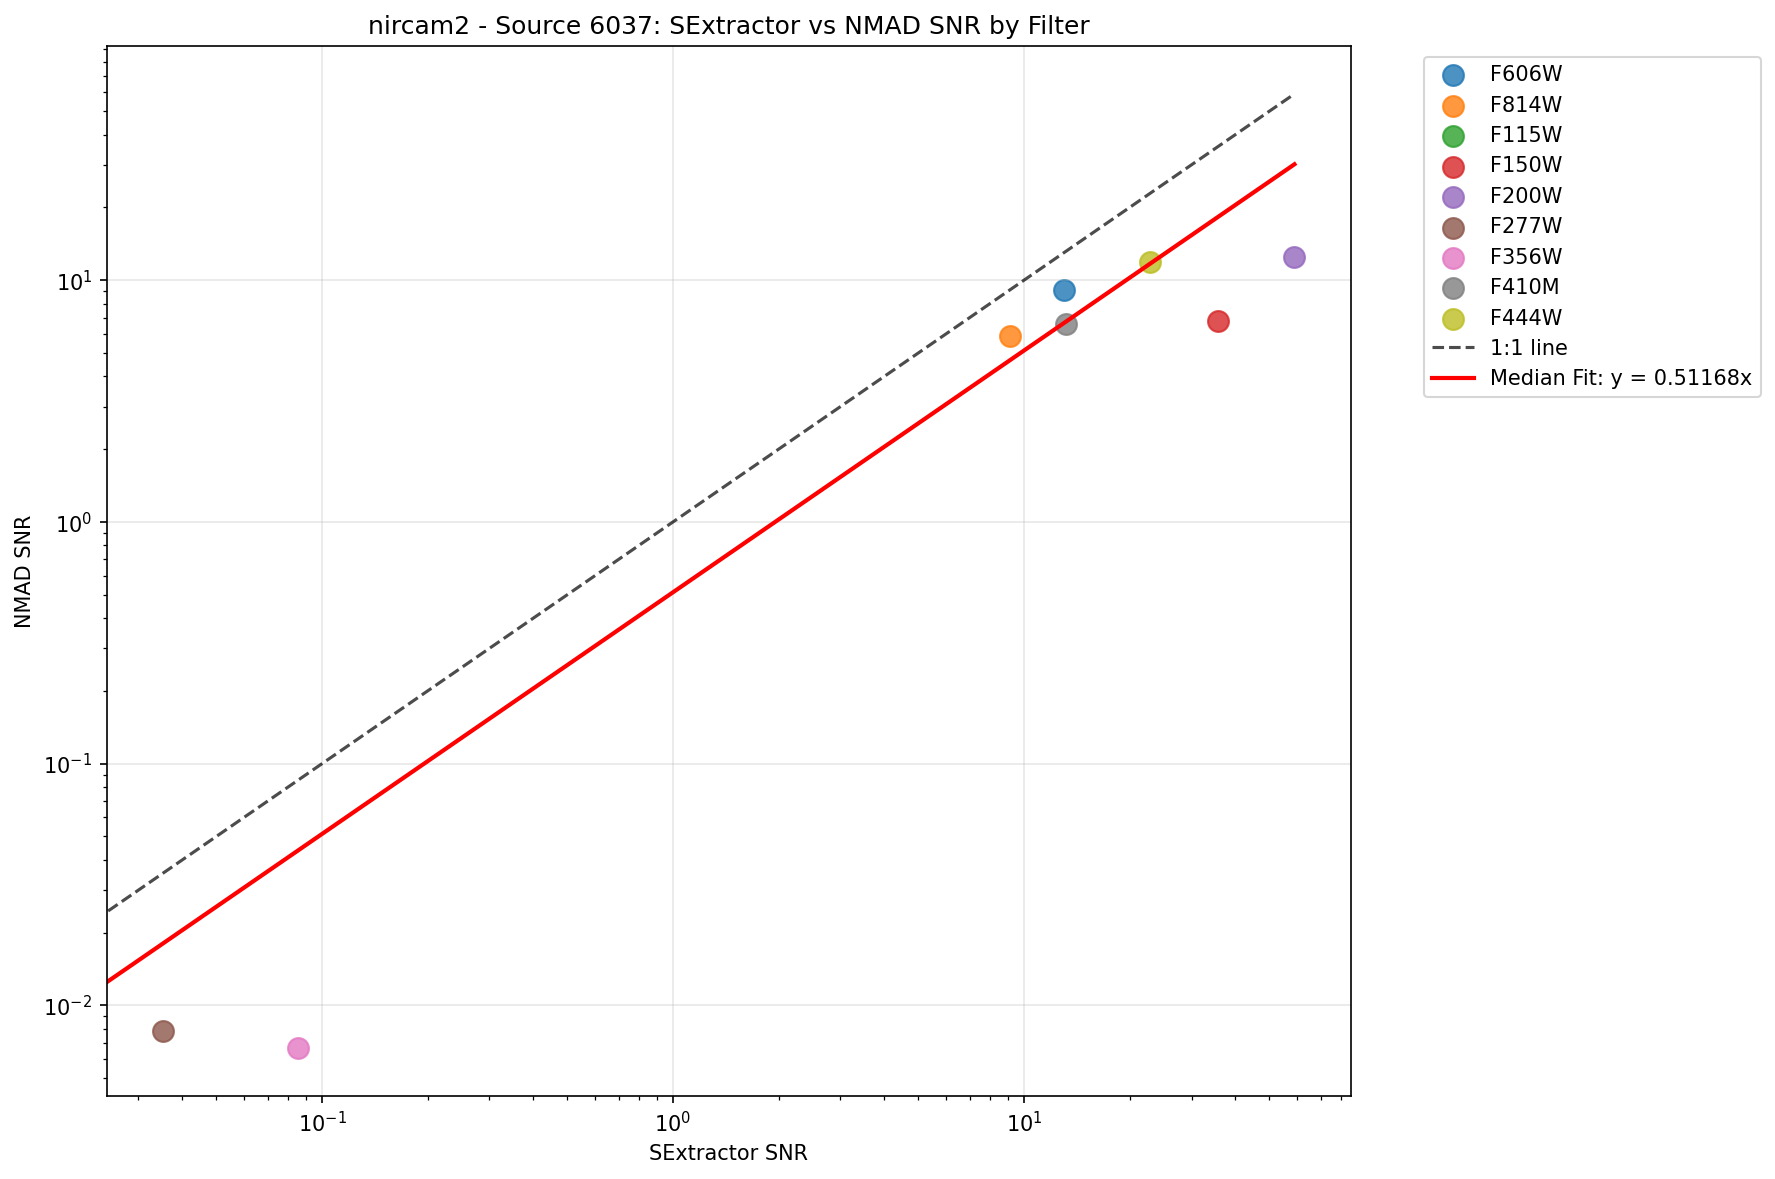 nircam2 - Source 6037: SExtractor vs NMAD SNR by Filter
NMAD SNR
10¹
10⁰
10⁻¹
10⁻²
10⁻¹
10⁰
10¹
SExtractor SNR
F606W
F814W
F115W
F150W
F200W
F277W
F356W
F410M
F444W
1:1 line
Median Fit: y = 0.51168x